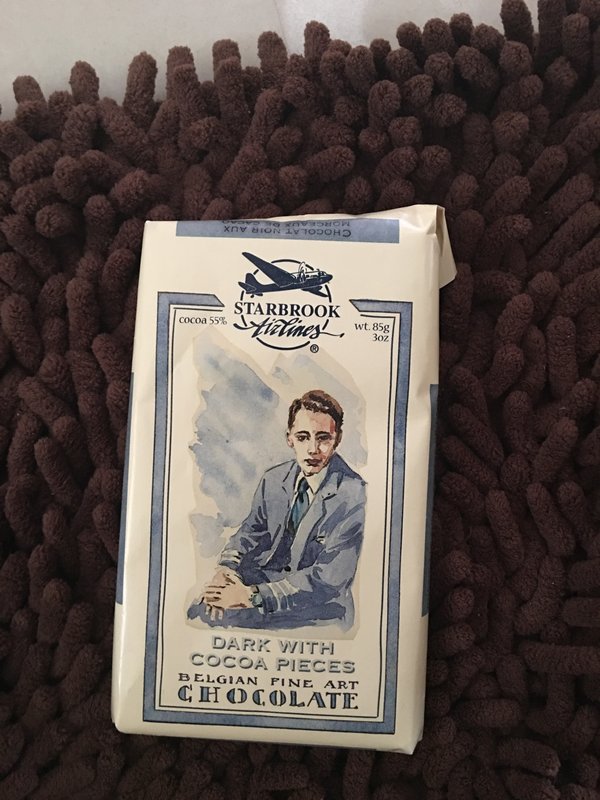 CHOCOLAT NOIR AUX
MORCEAUX DE CACAO
STARBROOK
Airlines
®
cocoa 55%
wt. 85g
3oz
DARK WITH
COCOA PIECES
BELGIAN FINE ART
CHOCOLATE